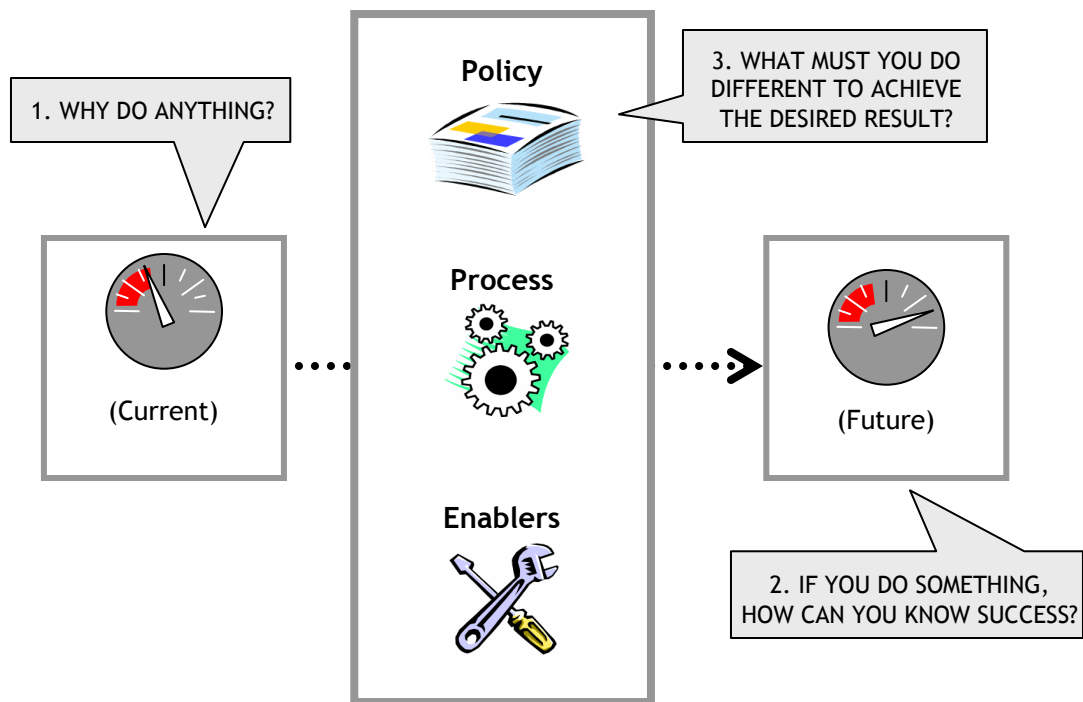 1. WHY DO ANYTHING?
(Current)
Policy
Process
Enablers
3. WHAT MUST YOU DO
DIFFERENT TO ACHIEVE
THE DESIRED RESULT?
(Future)
2. IF YOU DO SOMETHING,
HOW CAN YOU KNOW SUCCESS?